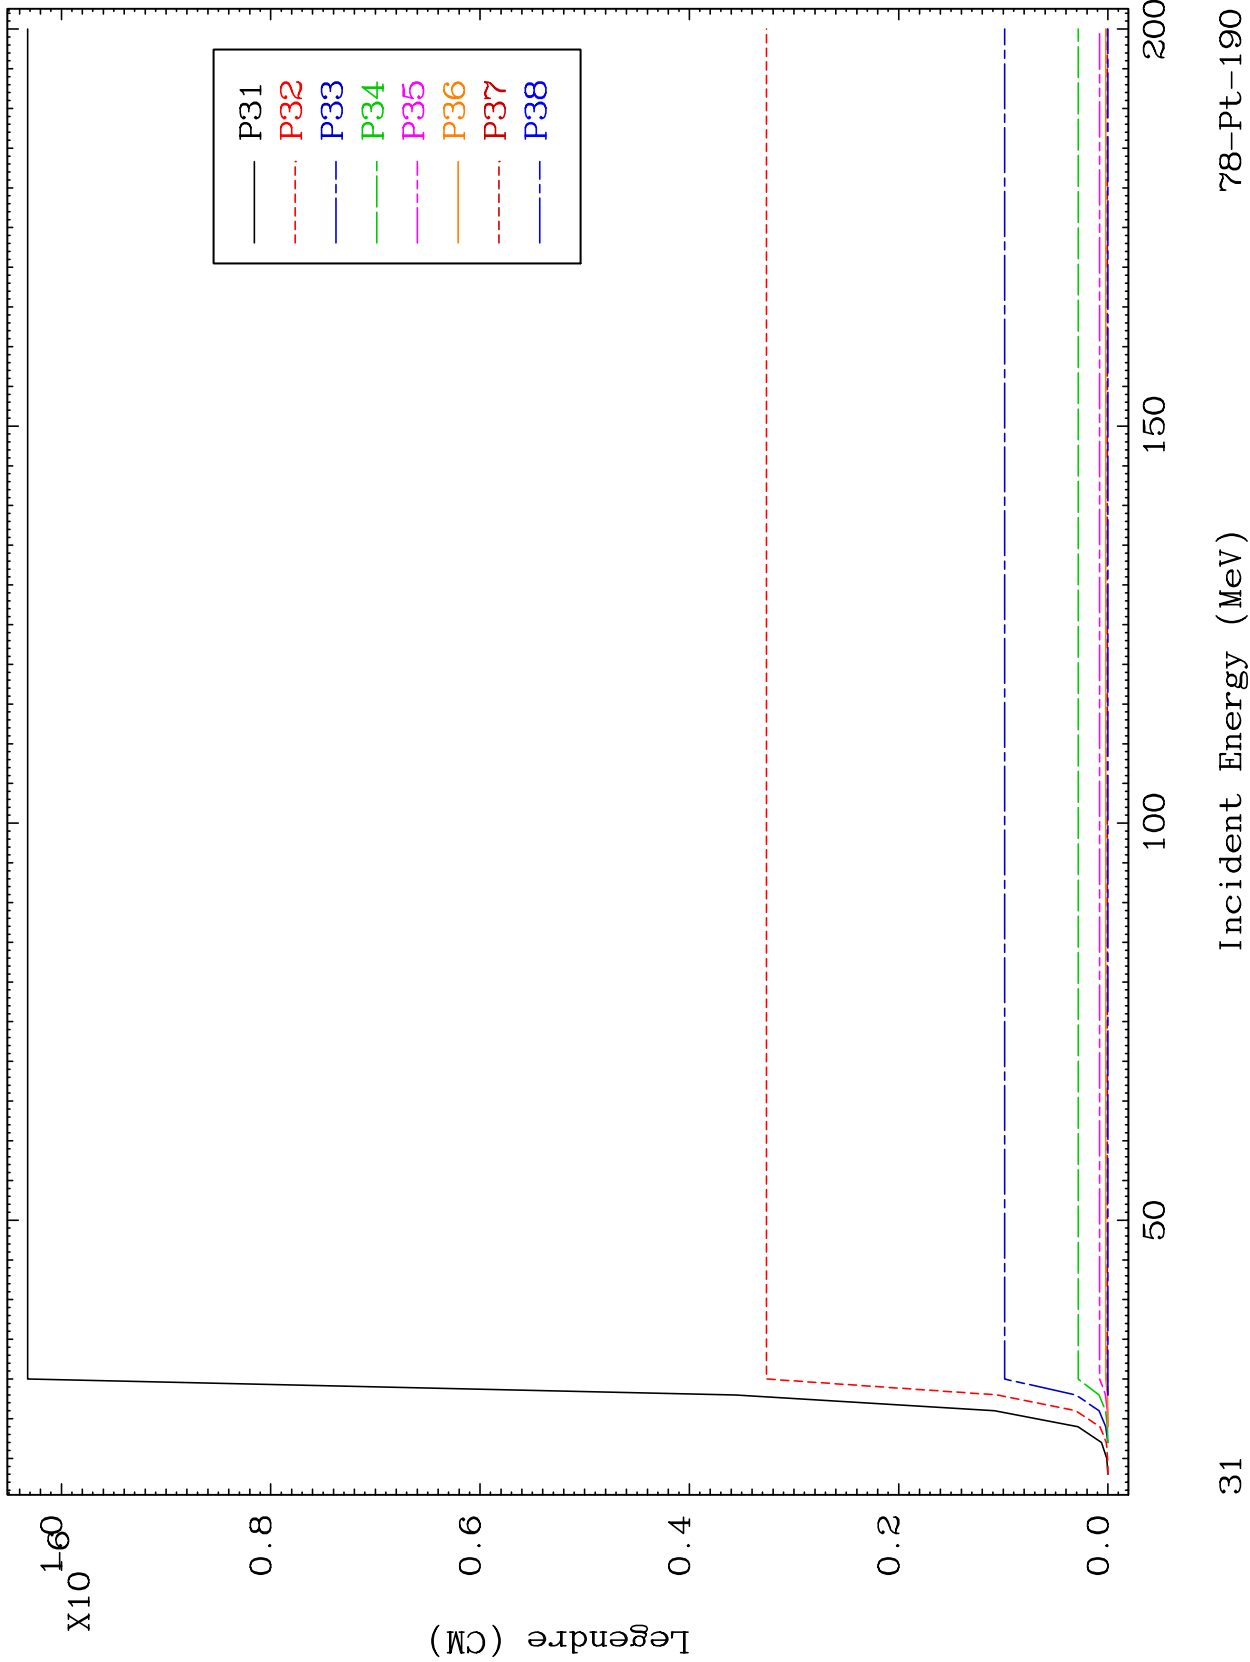 X10
-6
1.0
0.8
0.6
0.4
0.2
0.0
Legendre (CM)
P31
P32
P33
P34
P35
P36
P37
P38
50
100
150
200
Incident Energy (MeV)
31
78-Pt-190